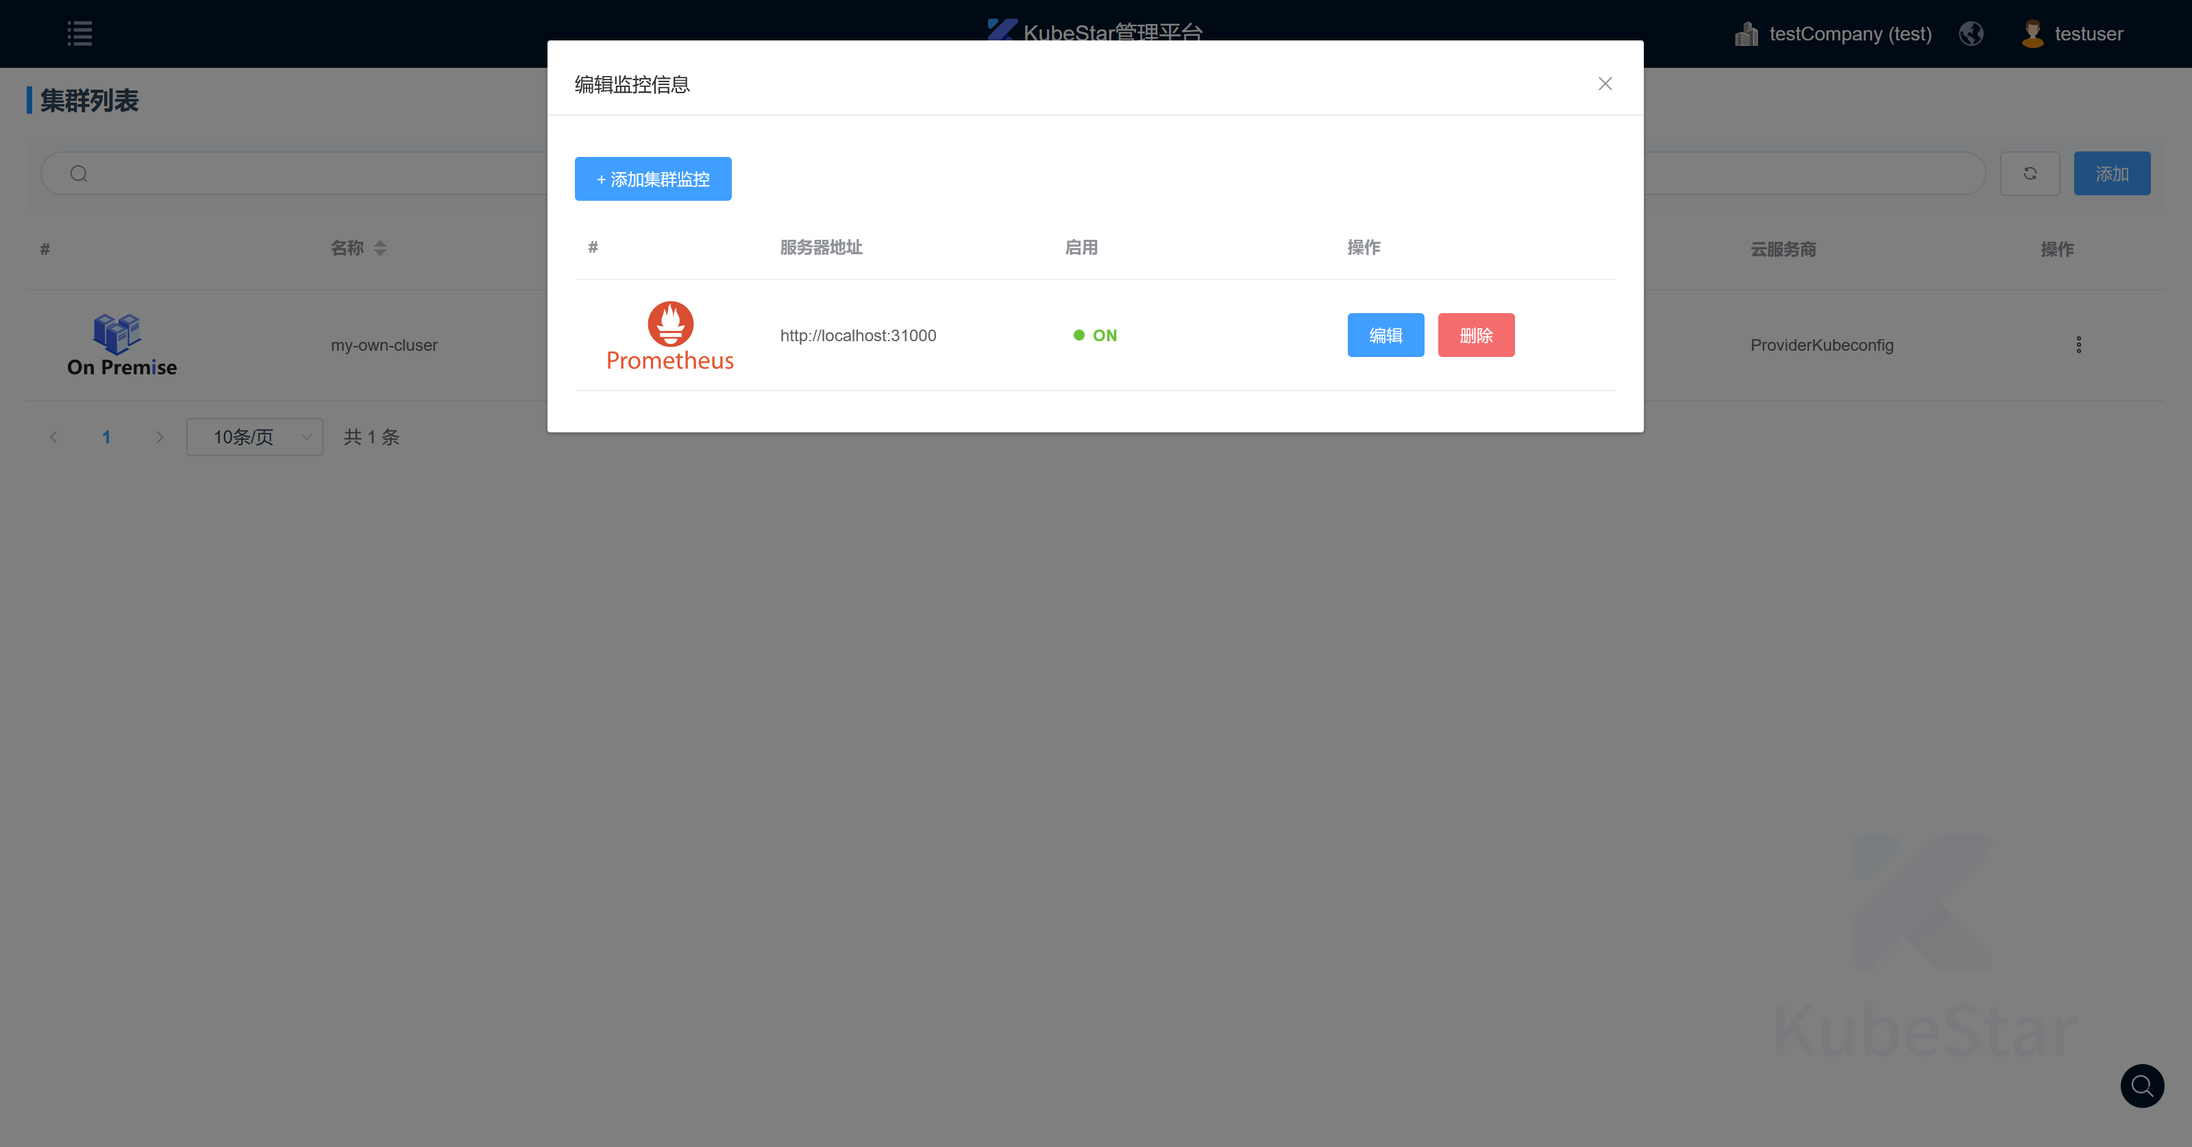 KubeStar管理平台
testCompany (test)
testuser
集群列表
添加
# 名称 云服务商 操作
On Premise
my-own-cluser
ProviderKubeconfig
1
10条/页
共 1 条
编辑监控信息
+ 添加集群监控
# 服务器地址 启用 操作
Prometheus
http://localhost:31000
ON
编辑
删除
KubeStar